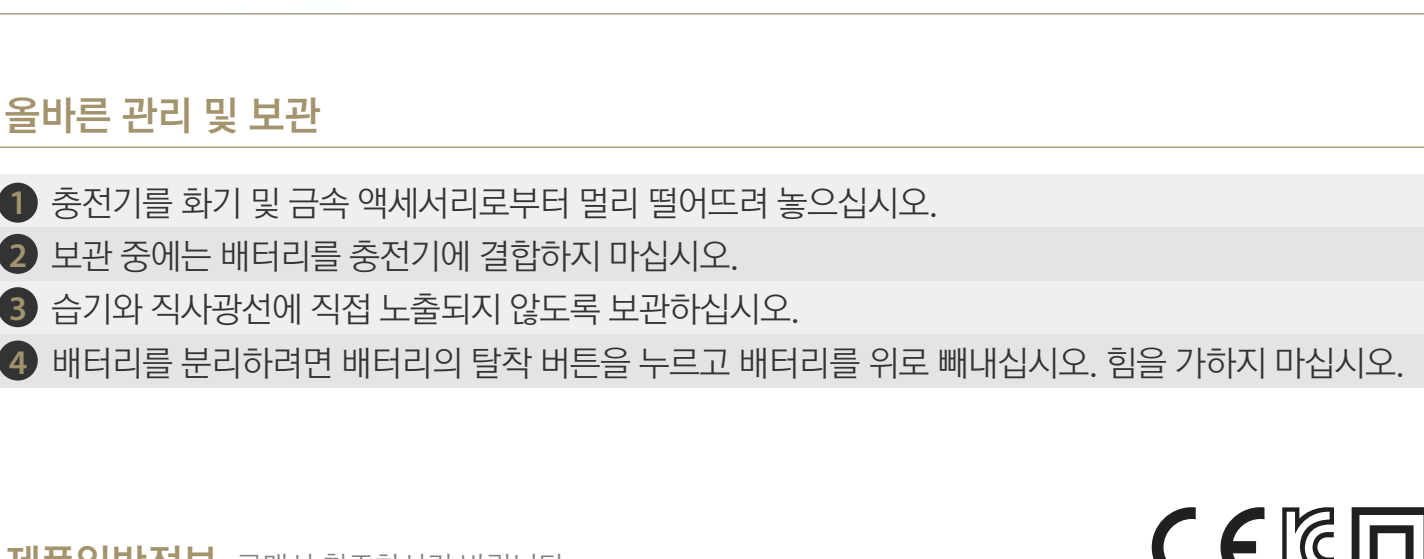 올바른 관리 및 보관
1 충전기를 화기 및 금속 액세서리로부터 멀리 떨어뜨려 놓으십시오.
2 보관 중에는 배터리를 충전기에 결합하지 마십시오.
3 습기와 직사광선에 직접 노출되지 않도록 보관하십시오.
4 배터리를 분리하려면 배터리의 탈착 버튼을 누르고 배터리를 위로 빼내십시오. 힘을 가하지 마십시오.
CE